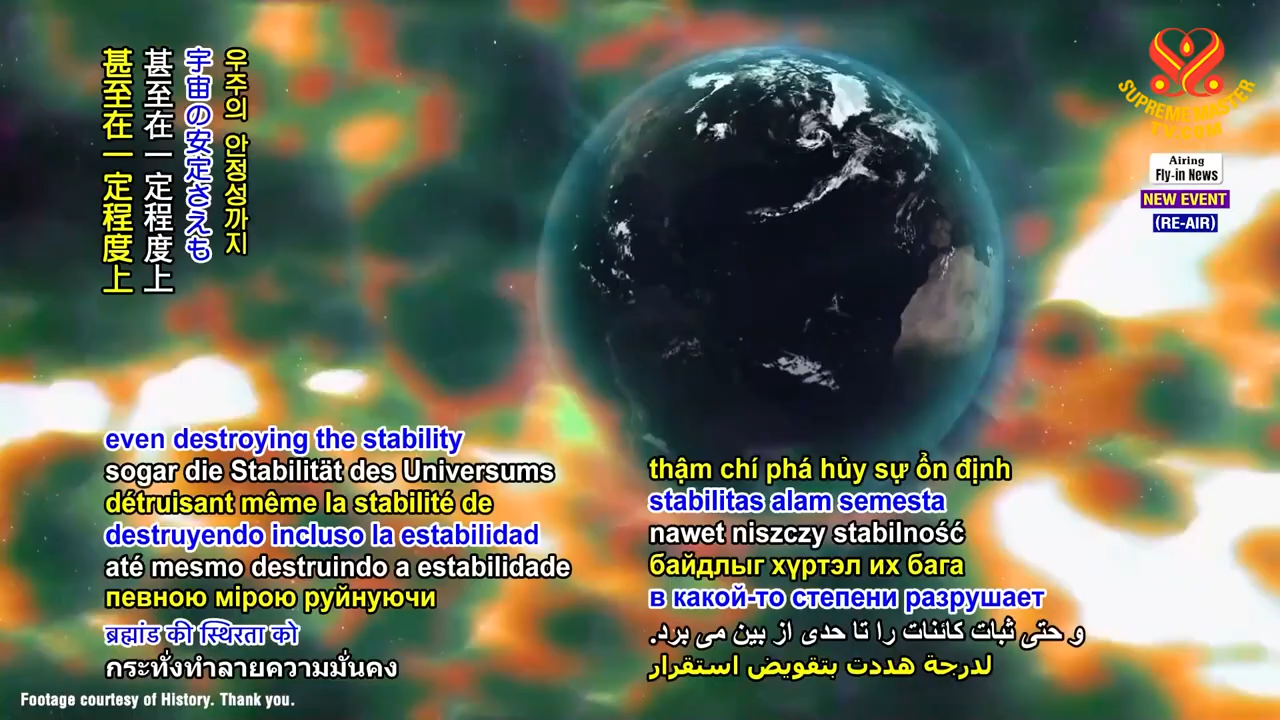 우주의 안정성까지
宇宙の安定さえも
甚至在一定程度上
甚至在一定程度上
SUPREMEMASTER
TV.COM
Airing
Fly-in News
NEW EVENT
(RE-AIR)
even destroying the stability
sogar die Stabilität des Universums
détruisant même la stabilité de
destruyendo incluso la estabilidad
até mesmo destruindo a estabilidade
певною мірою руйнуючи
ब्रह्मांड की स्थिरता को
กระทั่งทำลายความมั่นคง
thậm chí phá hủy sự ổn định
stabilitas alam semesta
nawet niszczy stabilność
байдлыг хүртэл их бага
в какой-то степени разрушает
و حتی ثبات کائنات را تا حدی از بین می برد.
لدرجة هددت بتقويض استقرار
Footage courtesy of History. Thank you.